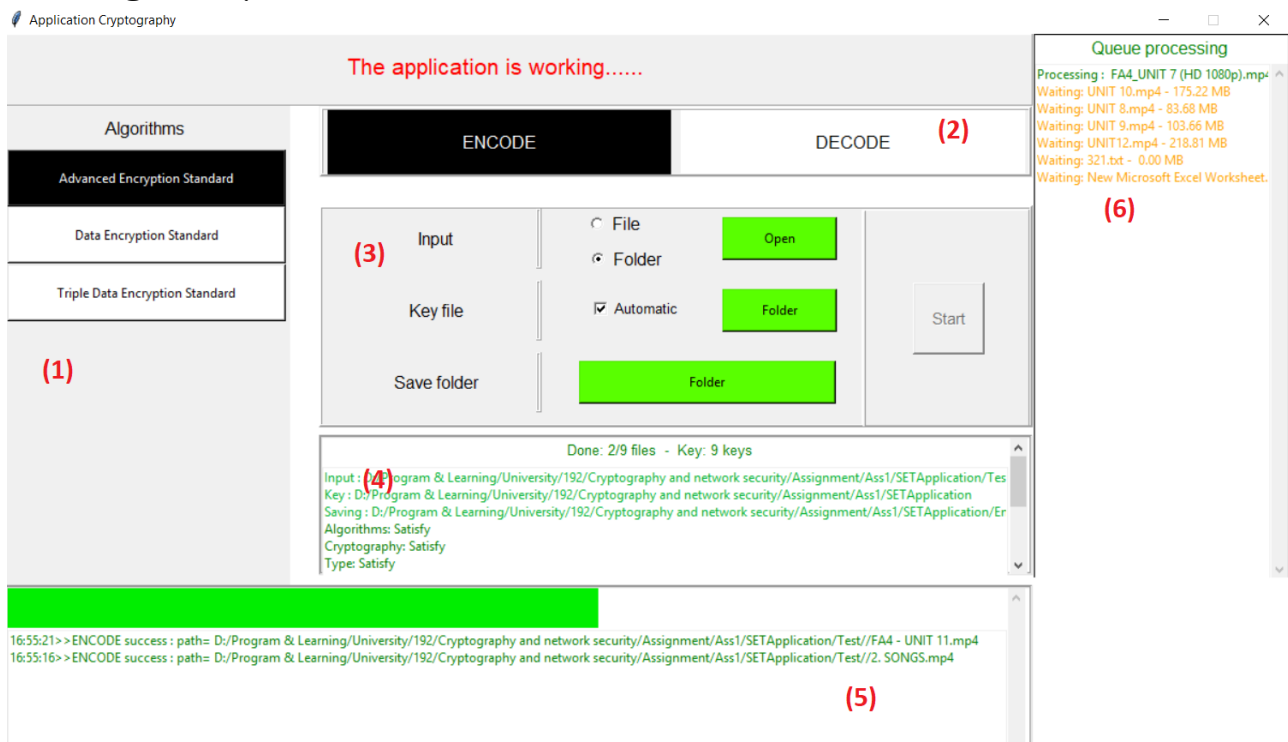 Application Cryptography
The application is working......
Algorithms
Advanced Encryption Standard
Data Encryption Standard
Triple Data Encryption Standard
(1)
ENCODE
DECODE
(2)
(3)
Input
File
Folder
Open
Key file
Automatic
Folder
Save folder
Folder
Start
Done: 2/9 files - Key: 9 keys
(4)
Input : D:/Program & Learning/University/192/Cryptography and network security/Assignment/Ass1/SETApplication/Tes
Key : D:/Program & Learning/University/192/Cryptography and network security/Assignment/Ass1/SETApplication
Saving : D:/Program & Learning/University/192/Cryptography and network security/Assignment/Ass1/SETApplication/Er
Algorithms: Satisfy
Cryptography: Satisfy
Type: Satisfy
16:55:21>>ENCODE success : path= D:/Program & Learning/University/192/Cryptography and network security/Assignment/Ass1/SETApplication/Test//FA4 - UNIT 11.mp4
16:55:16>>ENCODE success : path= D:/Program & Learning/University/192/Cryptography and network security/Assignment/Ass1/SETApplication/Test//2. SONGS.mp4
(5)
Queue processing
Processing : FA4_UNIT 7 (HD 1080p).mp4
Waiting: UNIT 10.mp4 - 175.22 MB
Waiting: UNIT 8.mp4 - 83.68 MB
Waiting: UNIT 9.mp4 - 103.66 MB
Waiting: UNIT12.mp4 - 218.81 MB
Waiting: 321.txt - 0.00 MB
Waiting: New Microsoft Excel Worksheet.
(6)